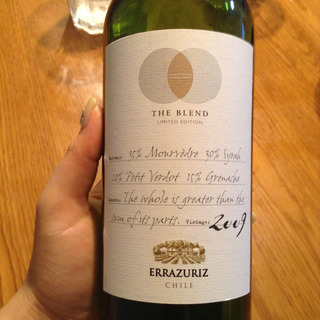 THE BLEND
LIMITED EDITION
35% Mourvèdre 30% Syrah
20% Petit Verdot 15% Grenache
The whole is greater than the
sum of its parts. Vintage: 2009
ERRAZURIZ
CHILE